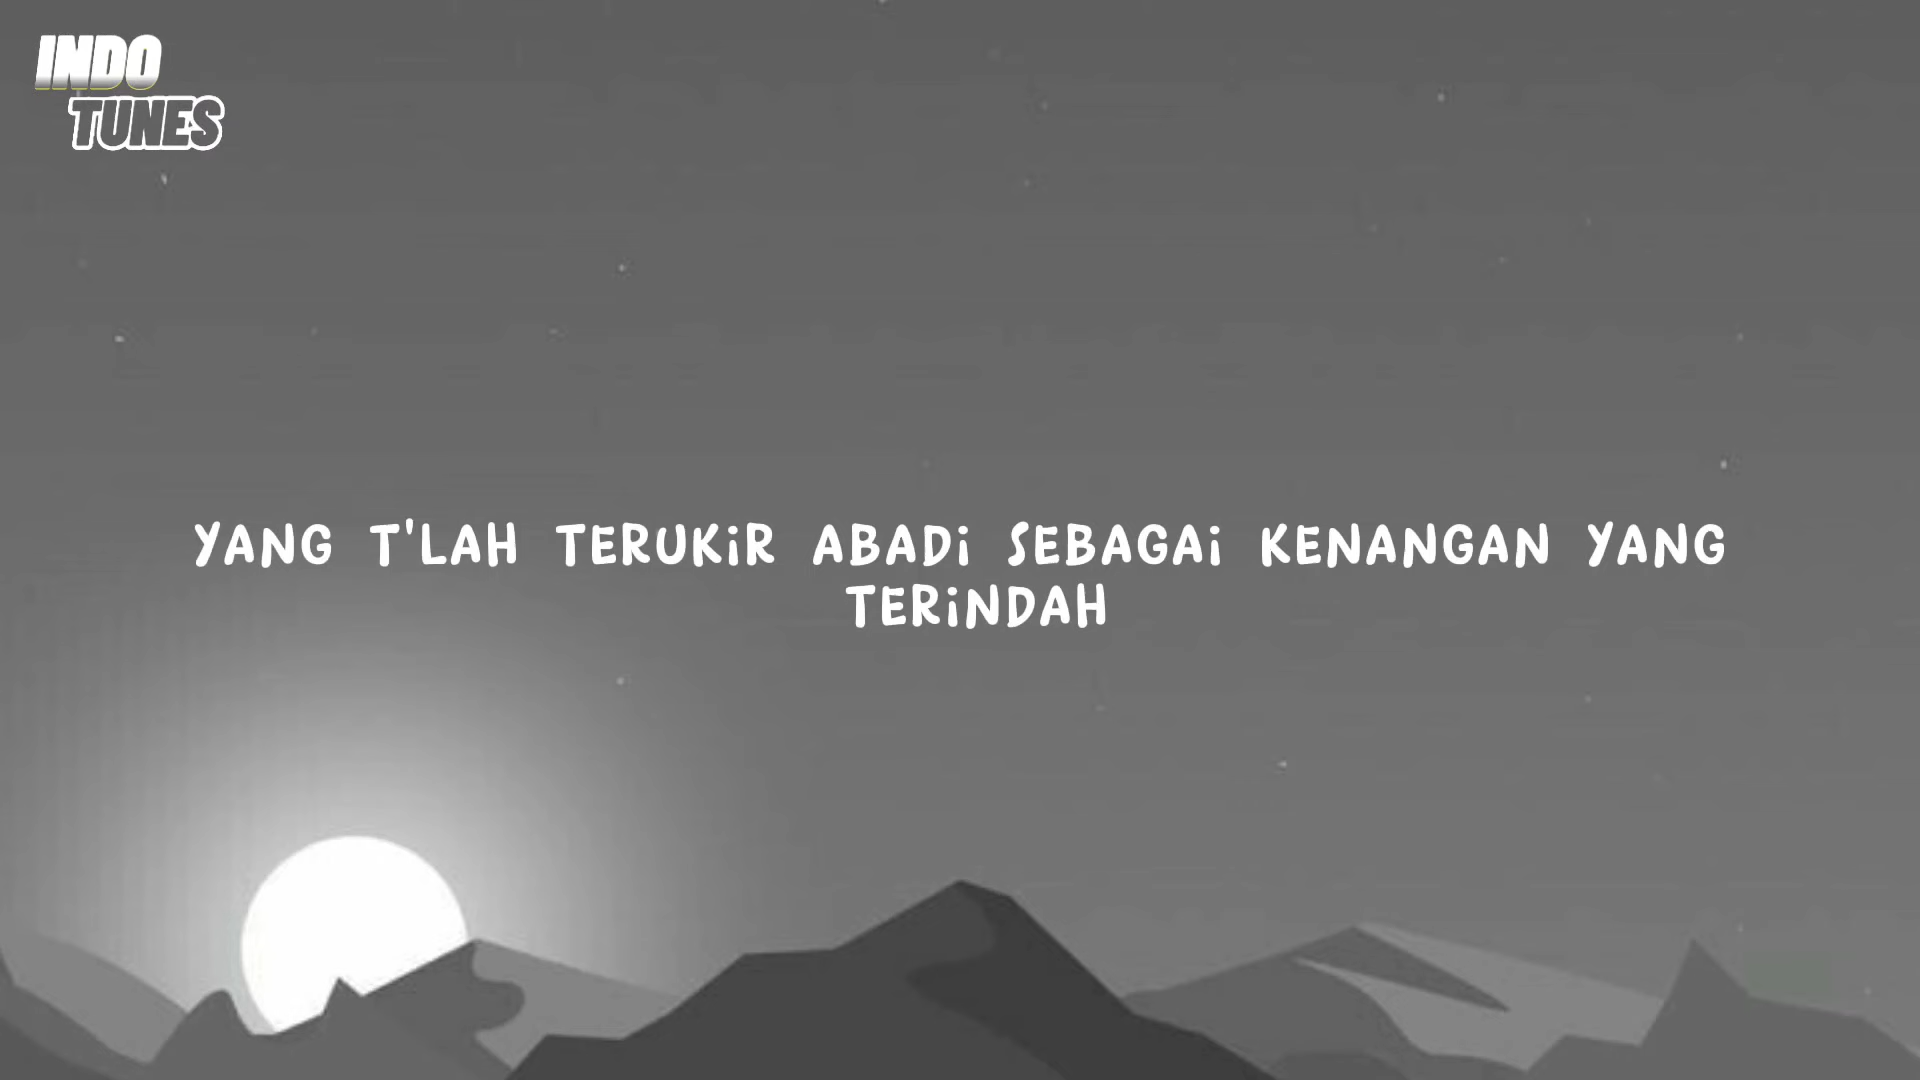 INDO
TUNES
YANG T'LAH TERUKiR ABADi SEBAGAi KENANGAN YANG
TERiNDAH